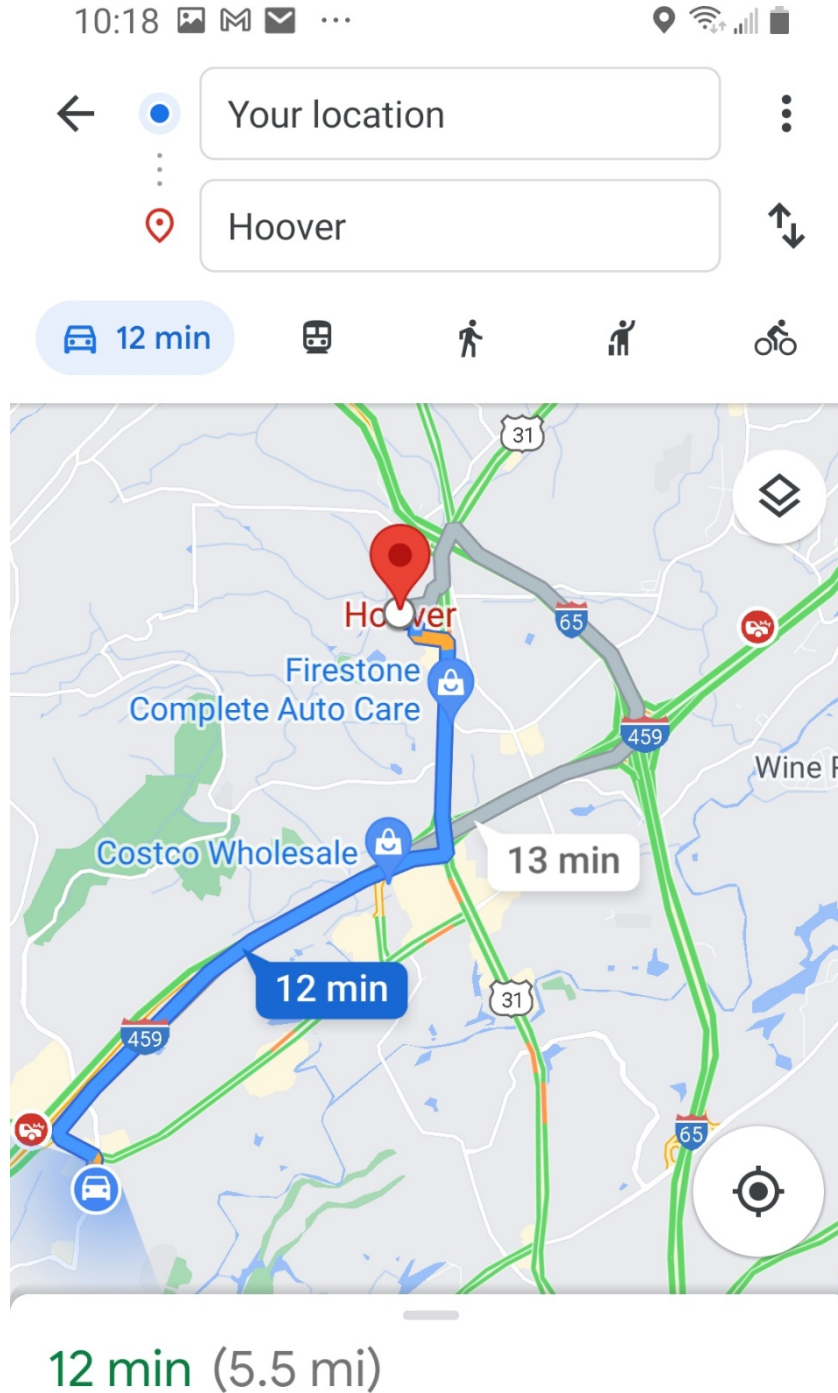 10:18
Your location
Hoover
12 min
31
Hoover
65
Firestone
Complete Auto Care
459
Wine
Costco Wholesale
13 min
12 min
31
459
65
12 min (5.5 mi)